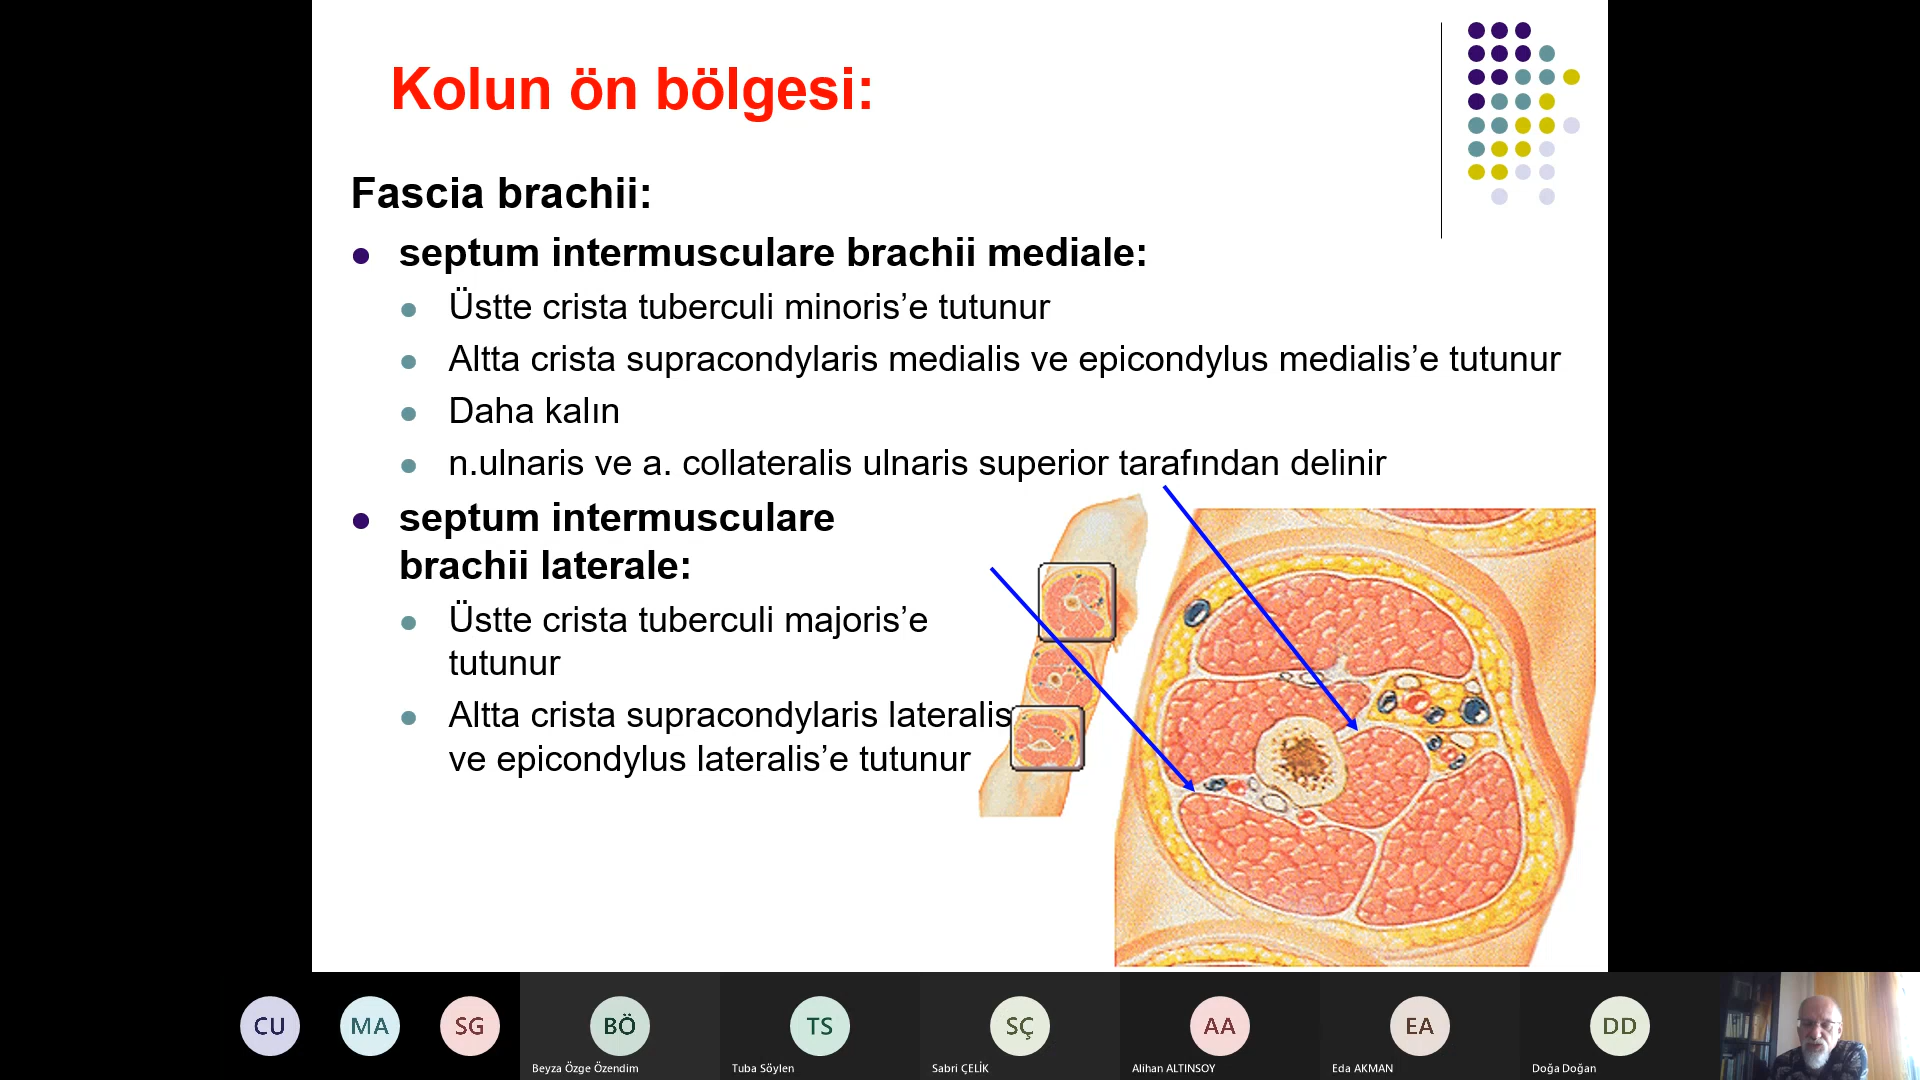 Kolun ön bölgesi:
Fascia brachii:
septum intermusculare brachii mediale:
Üstte crista tuberculi minoris’e tutunur
Altta crista supracondylaris medialis ve epicondylus medialis’e tutunur
Daha kalın
n.ulnaris ve a. collateralis ulnaris superior tarafından delinir
septum intermusculare
brachii laterale:
Üstte crista tuberculi majoris’e
tutunur
Altta crista supracondylaris lateralis
ve epicondylus lateralis’e tutunur
CU
MA
SG
BÖ
TS
SÇ
AA
EA
DD
Beyza Özge Özendim
Tuba Söylen
Sabri ÇELİK
Alihan ALTINSOY
Eda AKMAN
Doğa Doğan